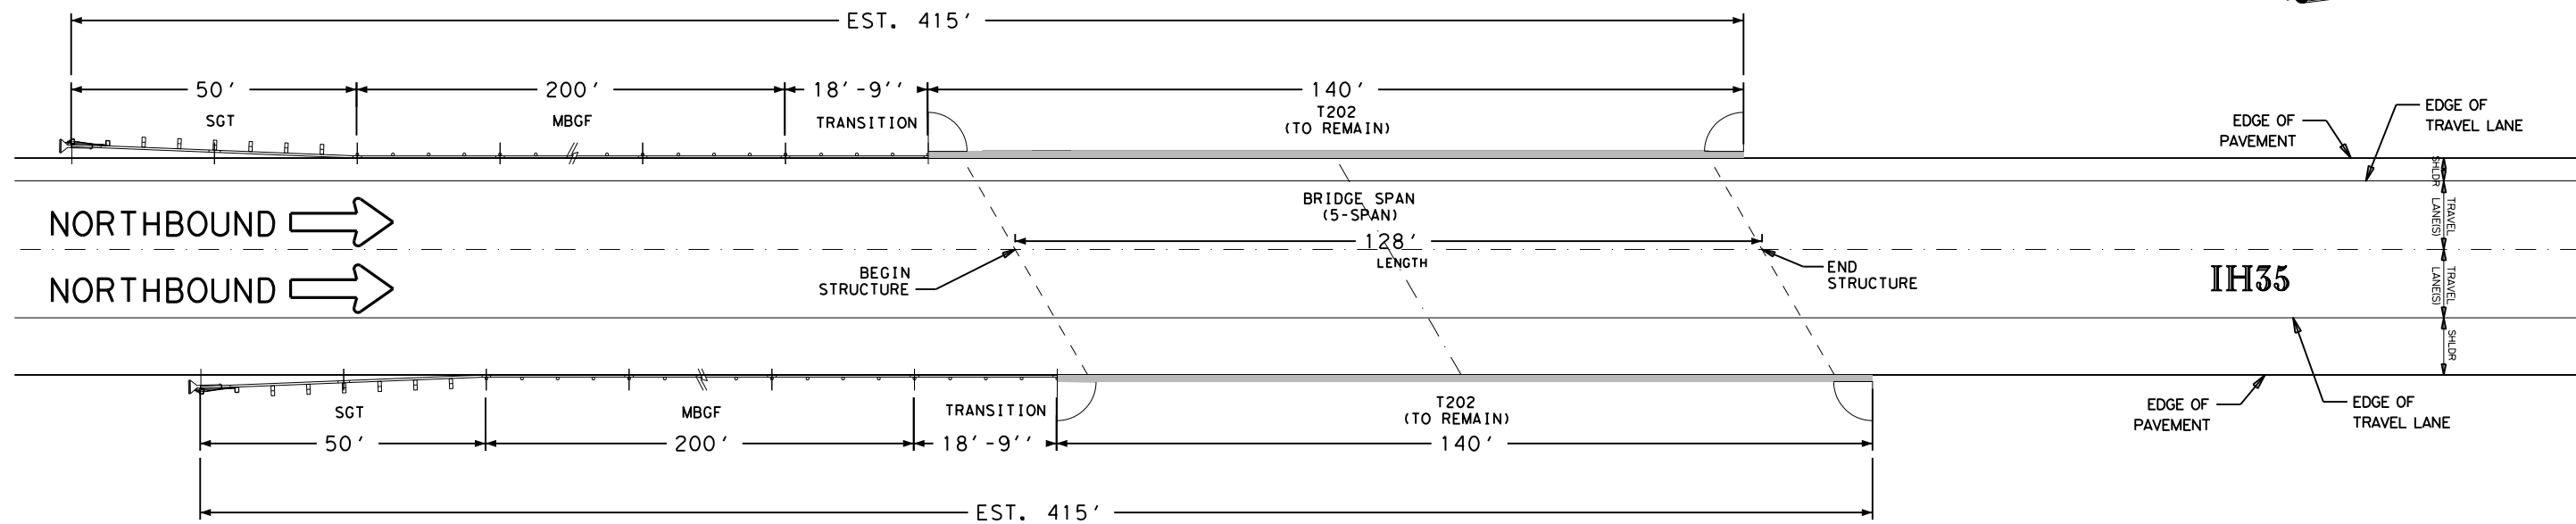 EST. 415'
50' 200' 18'-9'' 140'
SGT MBGF TRANSITION T202
(TO REMAIN)
EDGE OF
PAVEMENT
EDGE OF
TRAVEL LANE
SHLDR
TRAVEL
LANE(S)
TRAVEL
LANE(S)
SHLDR
NORTHBOUND
BRIDGE SPAN
(5-SPAN)
128'
LENGTH
NORTHBOUND
BEGIN
STRUCTURE
END
STRUCTURE
IH35
SGT MBGF TRANSITION T202
(TO REMAIN)
50' 200' 18'-9'' 140'
EDGE OF
PAVEMENT
EDGE OF
TRAVEL LANE
EST. 415'